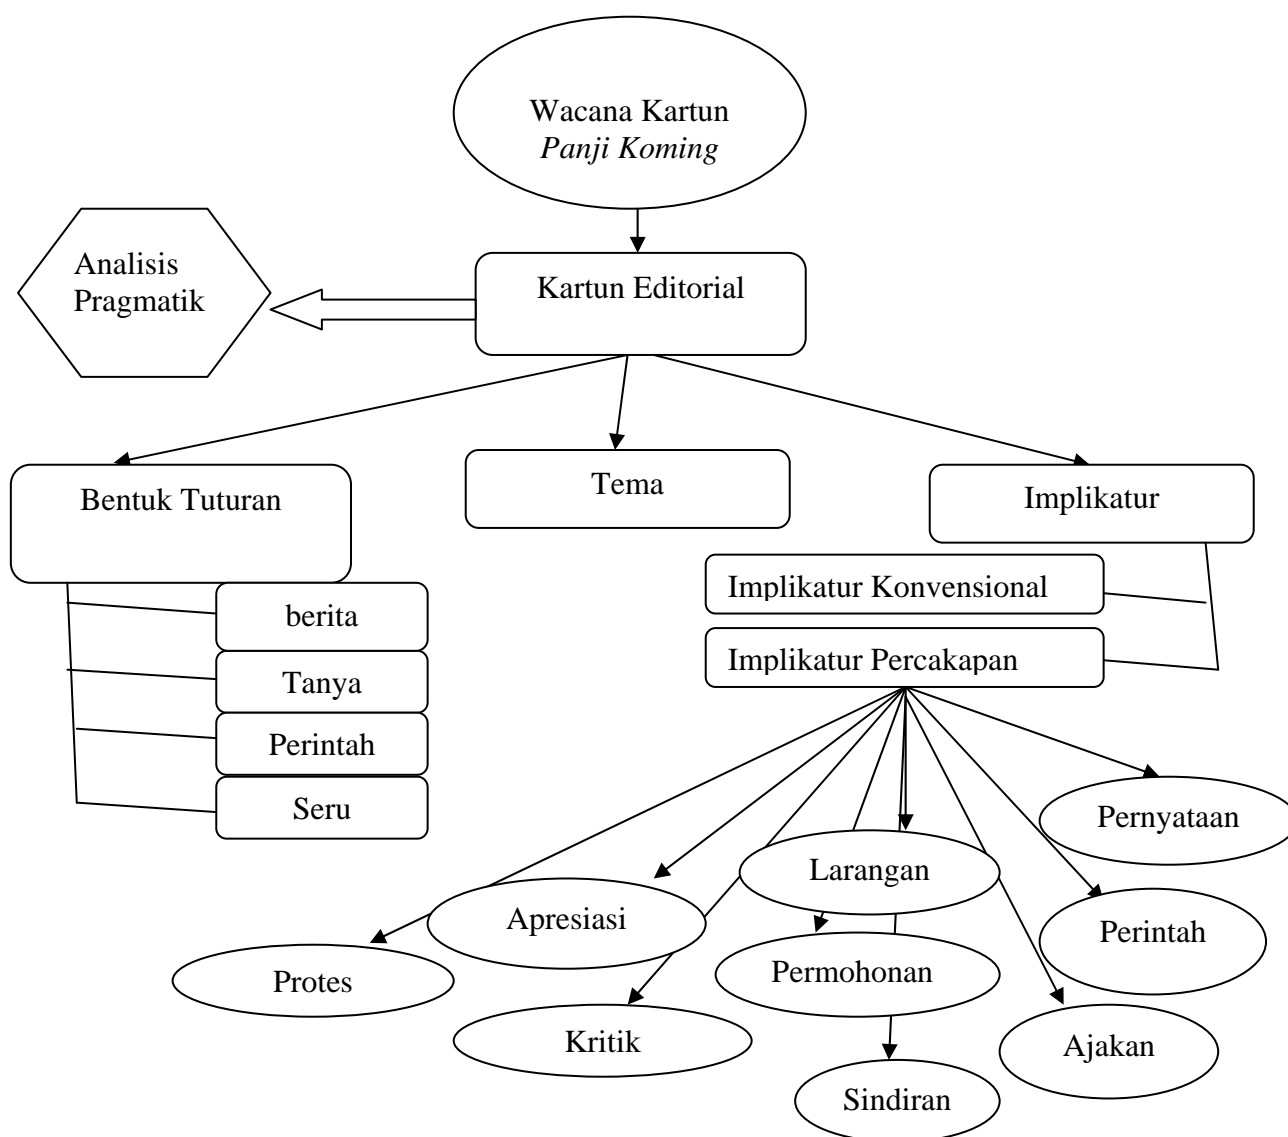 Wacana Kartun
Panji Koming
Analisis
Pragmatik
Kartun Editorial
Bentuk Tuturan
Tema
Implikatur
berita
Tanya
Perintah
Seru
Implikatur Konvensional
Implikatur Percakapan
Pernyataan
Larangan
Perintah
Apresiasi
Permohonan
Protes
Kritik
Ajakan
Sindiran